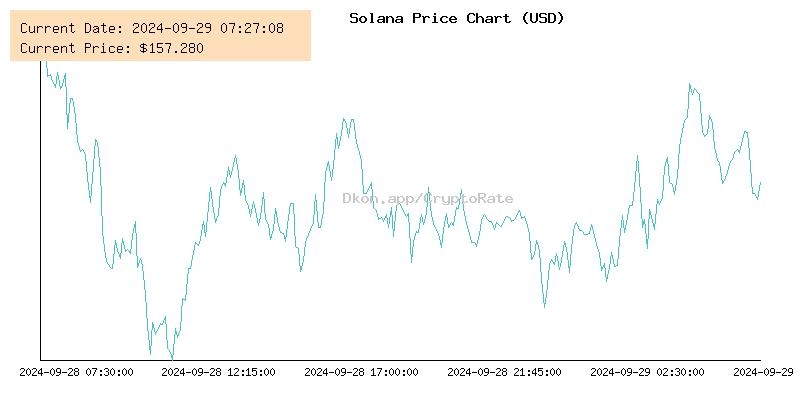 Solana Price Chart (USD)
Current Date: 2024-09-29 07:27:08
Current Price: $157.280
Dkon.app/CryptoRate
2024-09-28 07:30:00
2024-09-28 12:15:00
2024-09-28 17:00:00
2024-09-28 21:45:00
2024-09-29 02:30:00
2024-09-29